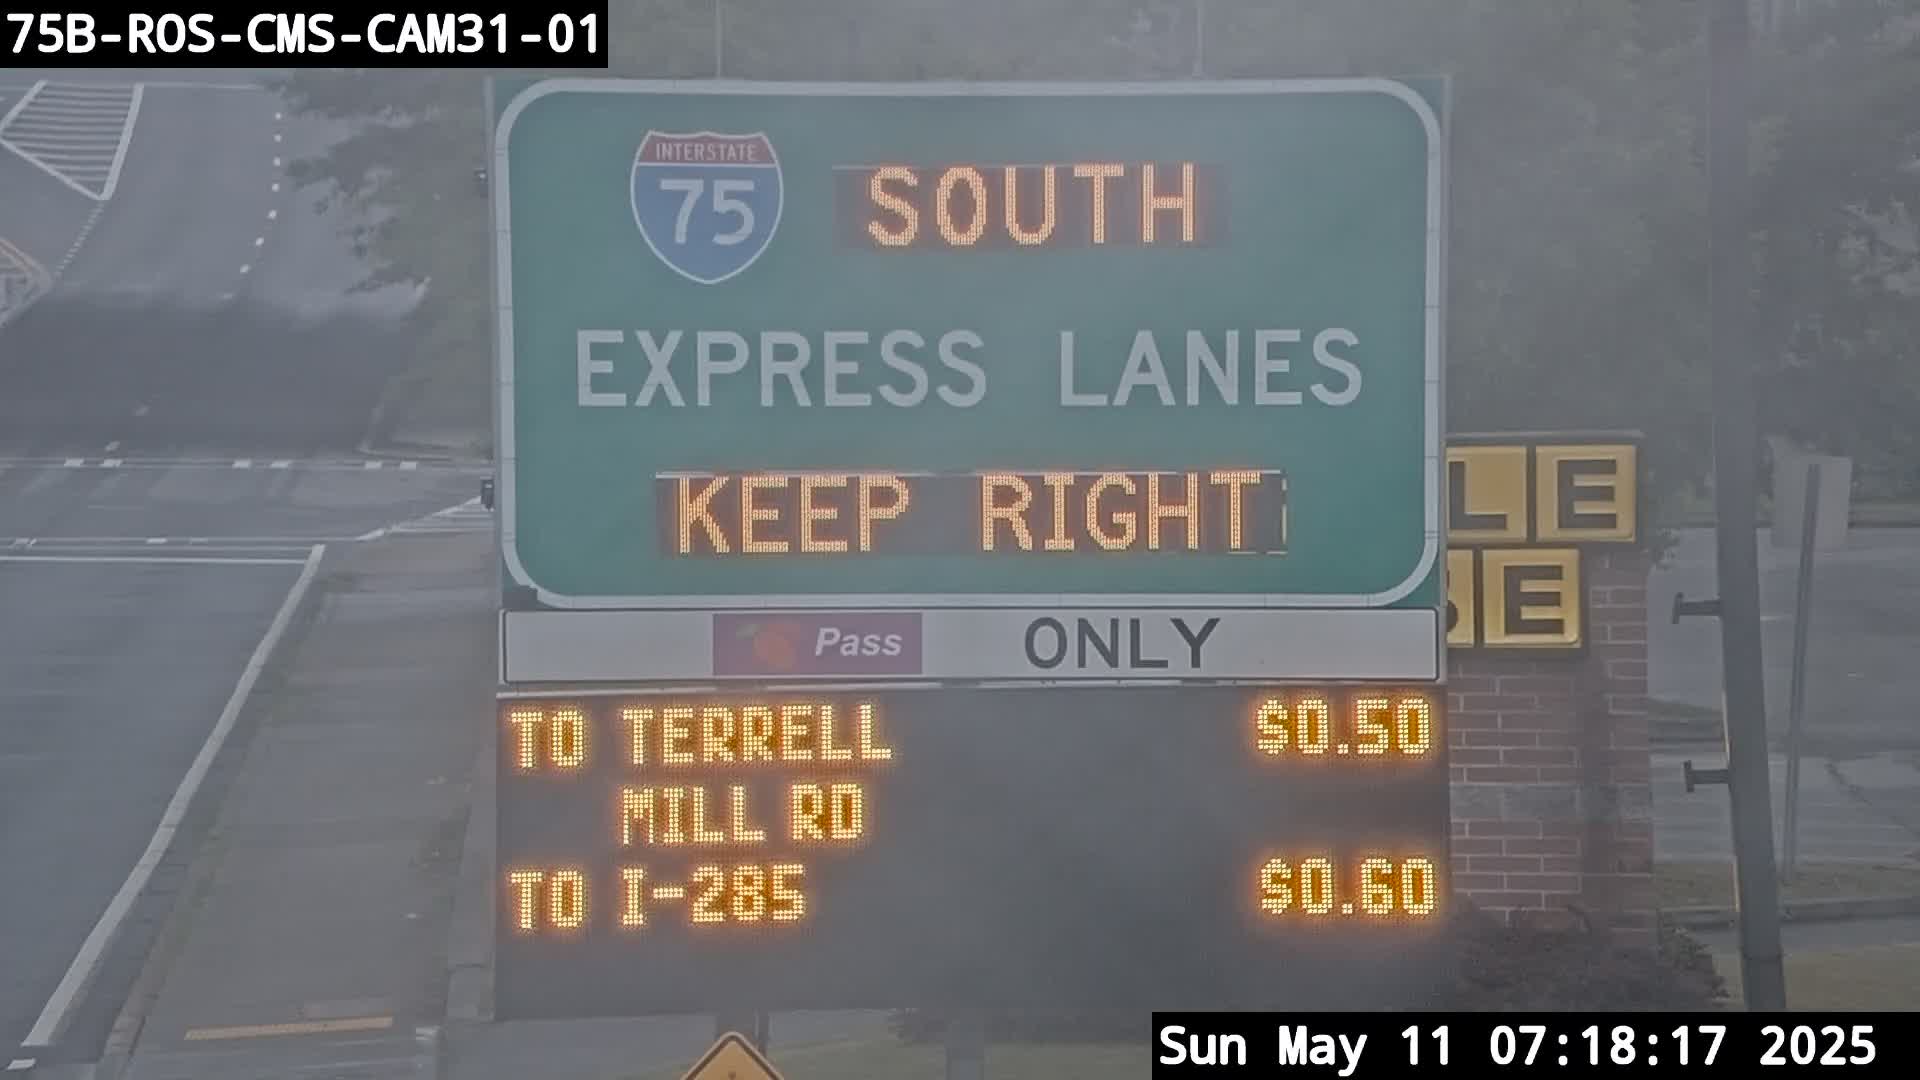 75B-ROS-CMS-CAM31-01
INTERSTATE
75
SOUTH
EXPRESS LANES
KEEP RIGHT
Pass ONLY
LE
E
TO TERRELL $0.50
MILL RD
TO I-285 $0.60
Sun May 11 07:18:17 2025